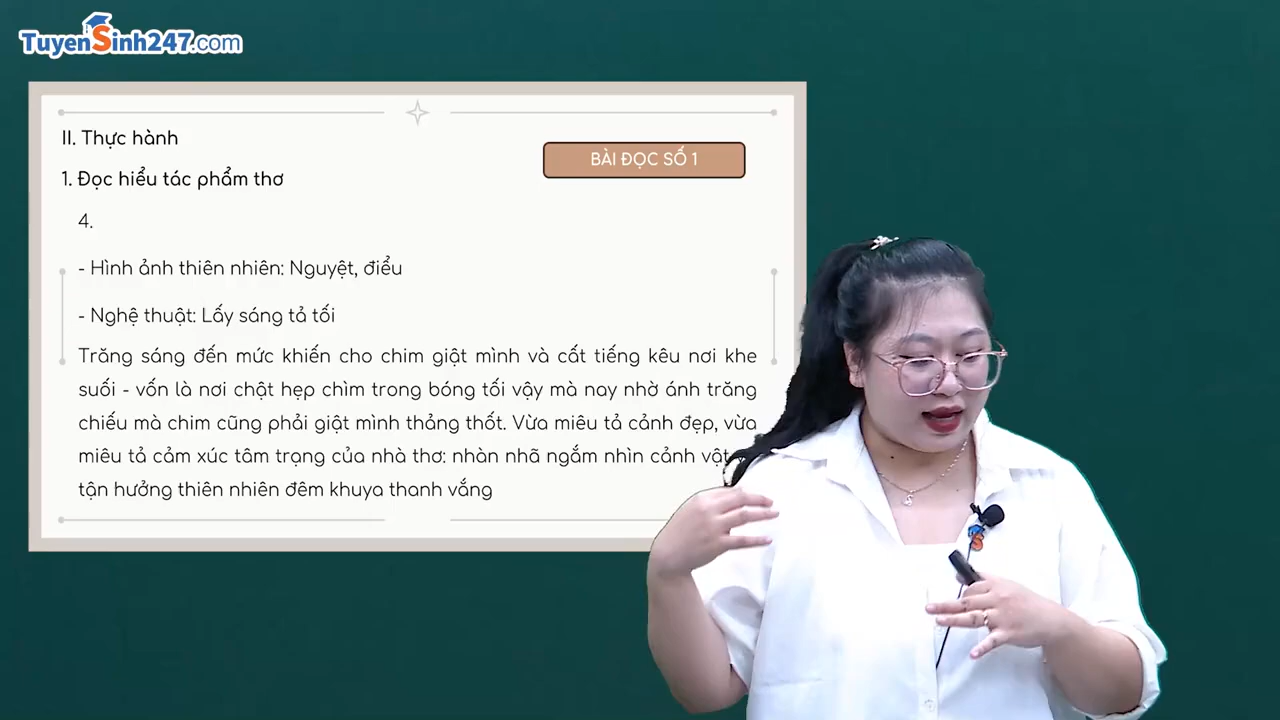 TuyenSinh247.com
II. Thực hành
BÀI ĐỌC SỐ 1
1. Đọc hiểu tác phẩm thơ
4.
- Hình ảnh thiên nhiên: Nguyệt, điểu
- Nghệ thuật: Lấy sáng tả tối
Trăng sáng đến mức khiến cho chim giật mình và cất tiếng kêu nơi khe
suối - vốn là nơi chật hẹp chìm trong bóng tối vậy mà nay nhờ ánh trăng
chiếu mà chim cũng phải giật mình thảng thốt. Vừa miêu tả cảnh đẹp, vừa
miêu tả cảm xúc tâm trạng của nhà thơ: nhàn nhã ngắm nhìn cảnh vật
tận hưởng thiên nhiên đêm khuya thanh vắng